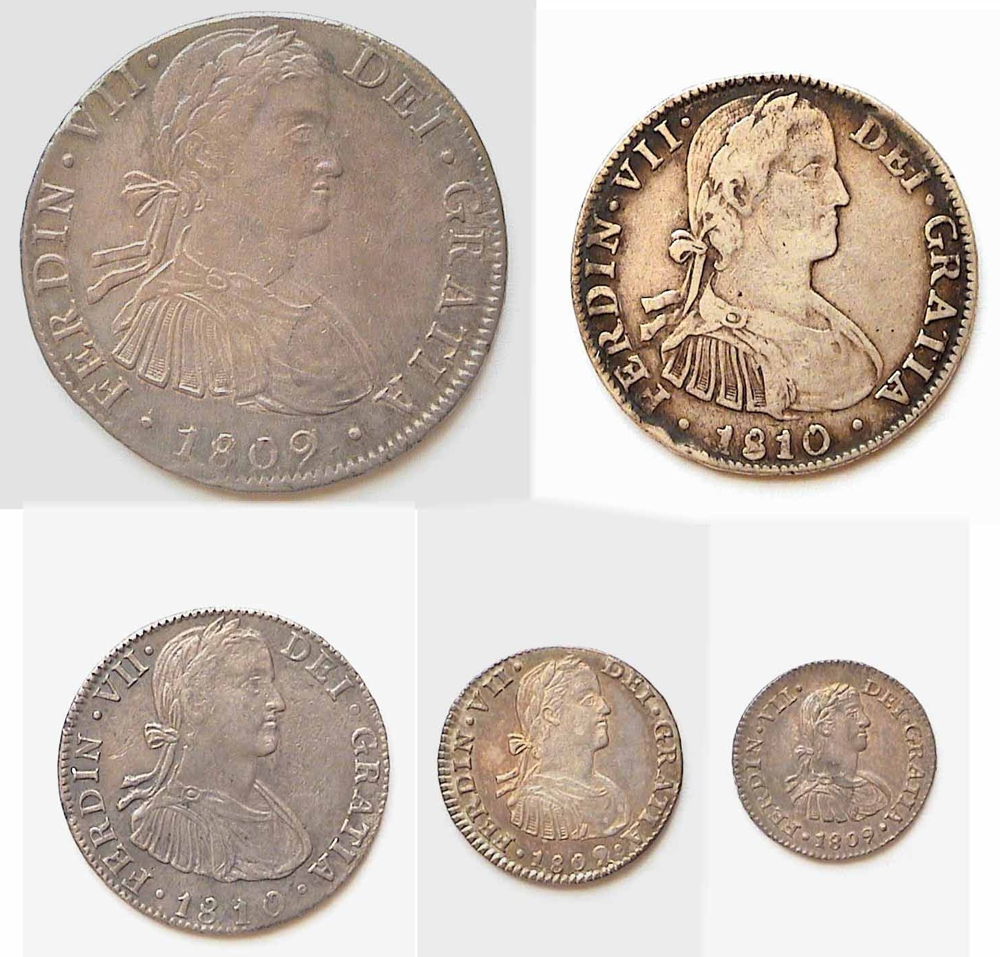 FERDIN · VII · DEI · GRATIA
· 1809 ·
FERDIN · VII · DEI · GRATIA
· 1810 ·
FERDIN · VII · DEI · GRATIA
· 1810 ·
FERDIN · VII · DEI · GRATIA
· 1809 ·
FERDIN · VII · DEI · GRATIA
· 1809 ·